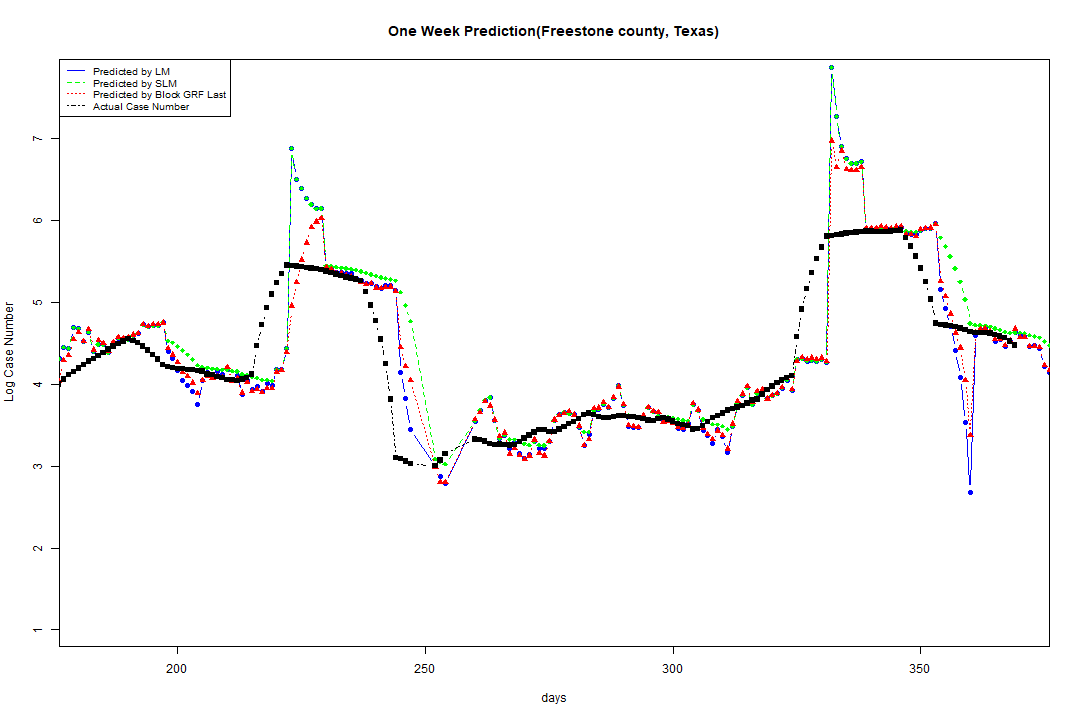 One Week Prediction(Freestone county, Texas)
Predicted by LM
Predicted by SLM
Predicted by Block GRF Last
Actual Case Number
7
6
5
4
3
2
1
Log Case Number
200 250 300 350
days